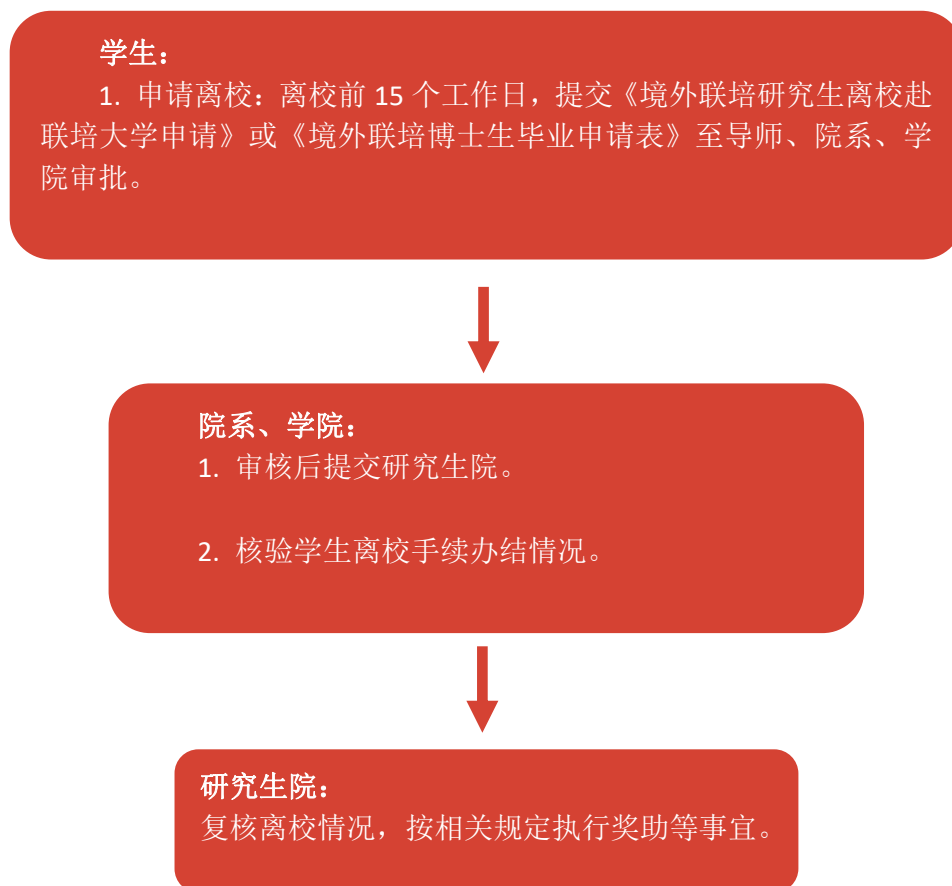 学生：
1. 申请离校：离校前 15 个工作日，提交《境外联培研究生离校赴
联培大学申请》或《境外联培博士生毕业申请表》至导师、院系、学
院审批。
院系、学院：
1. 审核后提交研究生院。
2. 核验学生离校手续办结情况。
研究生院：
复核离校情况，按相关规定执行奖助等事宜。